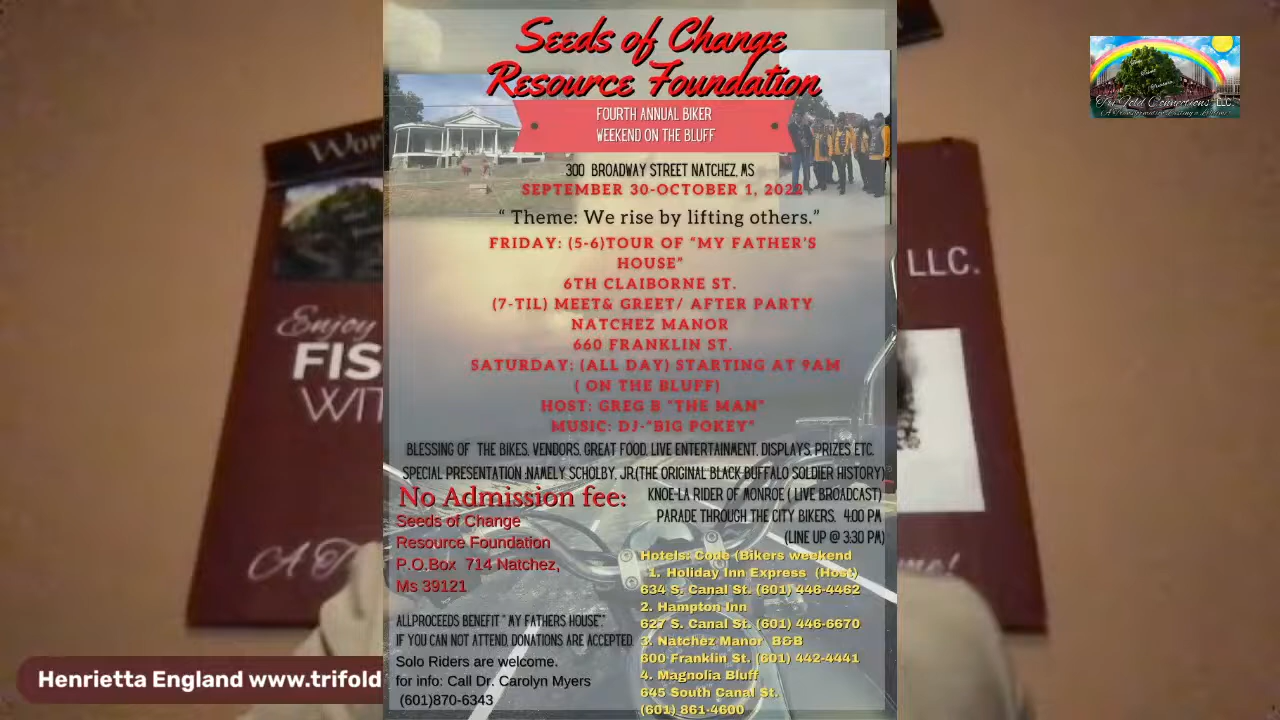 Seeds of Change
Resource Foundation
FOURTH ANNUAL BIKER
WEEKEND ON THE BLUFF
300 BROADWAY STREET NATCHEZ, MS
SEPTEMBER 30-OCTOBER 1, 2022
“ Theme: We rise by lifting others.”
FRIDAY: (5-6)TOUR OF "MY FATHER'S
HOUSE"
6TH CLAIBORNE ST.
(7-TIL) MEET& GREET/ AFTER PARTY
NATCHEZ MANOR
660 FRANKLIN ST.
SATURDAY: (ALL DAY) STARTING AT 9AM
( ON THE BLUFF)
HOST: GREG B "THE MAN"
MUSIC: DJ-"BIG POKEY"
BLESSING OF THE BIKES, VENDORS, GREAT FOOD, LIVE ENTERTAINMENT, DISPLAYS, PRIZES ETC.
SPECIAL PRESENTATION :NAMELY SCHOLBY, JR.(THE ORIGINAL BLACK BUFFALO SOLDIER HISTORY)
KNOE-LA RIDER OF MONROE ( LIVE BROADCAST)
PARADE THROUGH THE CITY BIKERS. 4:00 PM
(LINE UP @ 3:30 PM)
No Admission fee:
Seeds of Change
Resource Foundation
P.O.Box 714 Natchez,
Ms 39121
ALLPROCEEDS BENEFIT " MY FATHERS HOUSE".
IF YOU CAN NOT ATTEND, DONATIONS ARE ACCEPTED
Solo Riders are welcome.
for info: Call Dr. Carolyn Myers
(601)870-6343
Hotels: Code (Bikers weekend
1. Holiday Inn Express (Host)
634 S. Canal St. (601) 446-4462
2. Hampton Inn
627 S. Canal St. (601) 446-6670
3. Natchez Manor B&B
600 Franklin St. (601) 442-4441
4. Magnolia Bluff
645 South Canal St.
(601) 861-4600
Wor
Enjoy
FIS
WIT
LLC.
Tri-Fold Connections LLC.
Henrietta England www.trifold